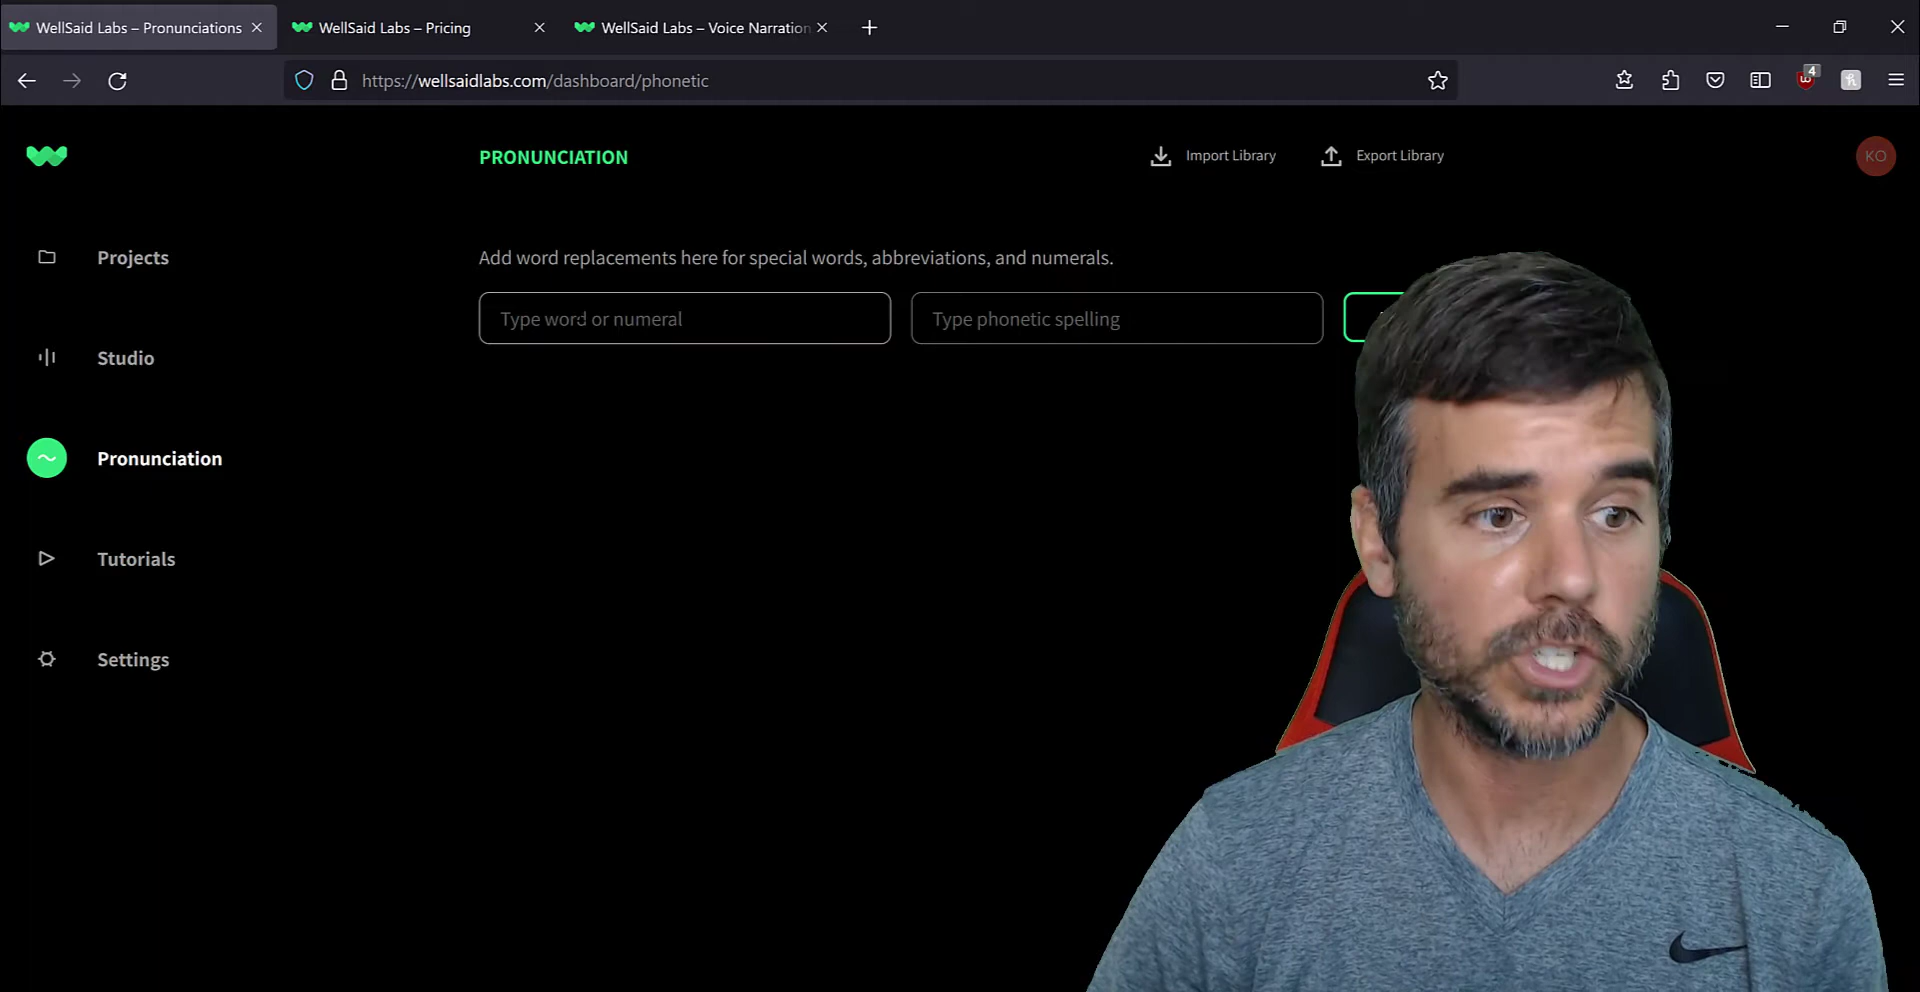 WellSaid Labs – Pronunciations
WellSaid Labs – Pricing
WellSaid Labs – Voice Narration
https://wellsaidlabs.com/dashboard/phonetic
4
PRONUNCIATION
Import Library
Export Library
KO
Projects
Add word replacements here for special words, abbreviations, and numerals.
Type word or numeral
Type phonetic spelling
Studio
Pronunciation
Tutorials
Settings